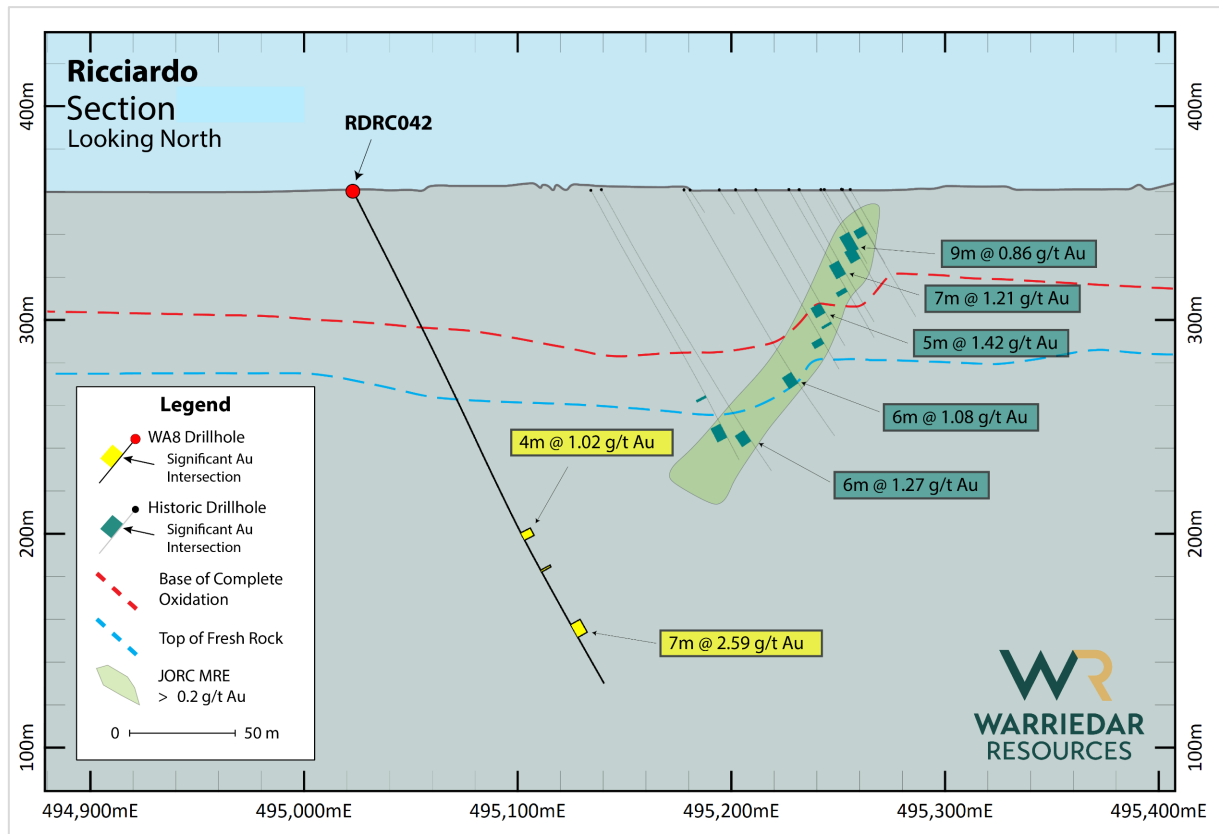 Ricciardo
Section
Looking North
RDRC042
400m
300m
200m
100m
400m
300m
200m
100m
9m @ 0.86 g/t Au
7m @ 1.21 g/t Au
5m @ 1.42 g/t Au
6m @ 1.08 g/t Au
6m @ 1.27 g/t Au
4m @ 1.02 g/t Au
7m @ 2.59 g/t Au
Legend
WA8 Drillhole
Significant Au
Intersection
Historic Drillhole
Significant Au
Intersection
Base of Complete
Oxidation
Top of Fresh Rock
JORC MRE
> 0.2 g/t Au
0 50 m
WR
WARRIEDAR
RESOURCES
494,900mE 495,000mE 495,100mE 495,200mE 495,300mE 495,400mE